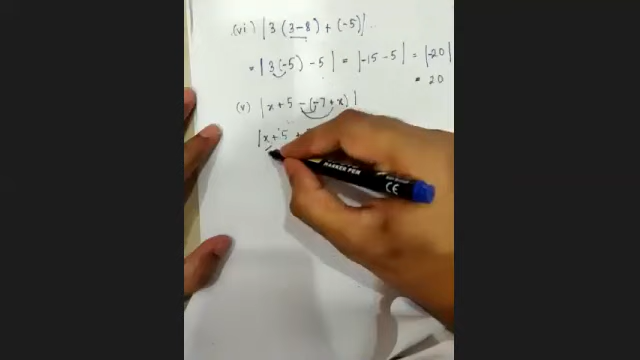 (vi) |3 (3-8) + (-5)|
= |3 (-5) - 5| = |-15 - 5| = |-20|
= 20
(v) |x + 5 - (-7 + x)|
|x + 5 +
MARKER PEN CE